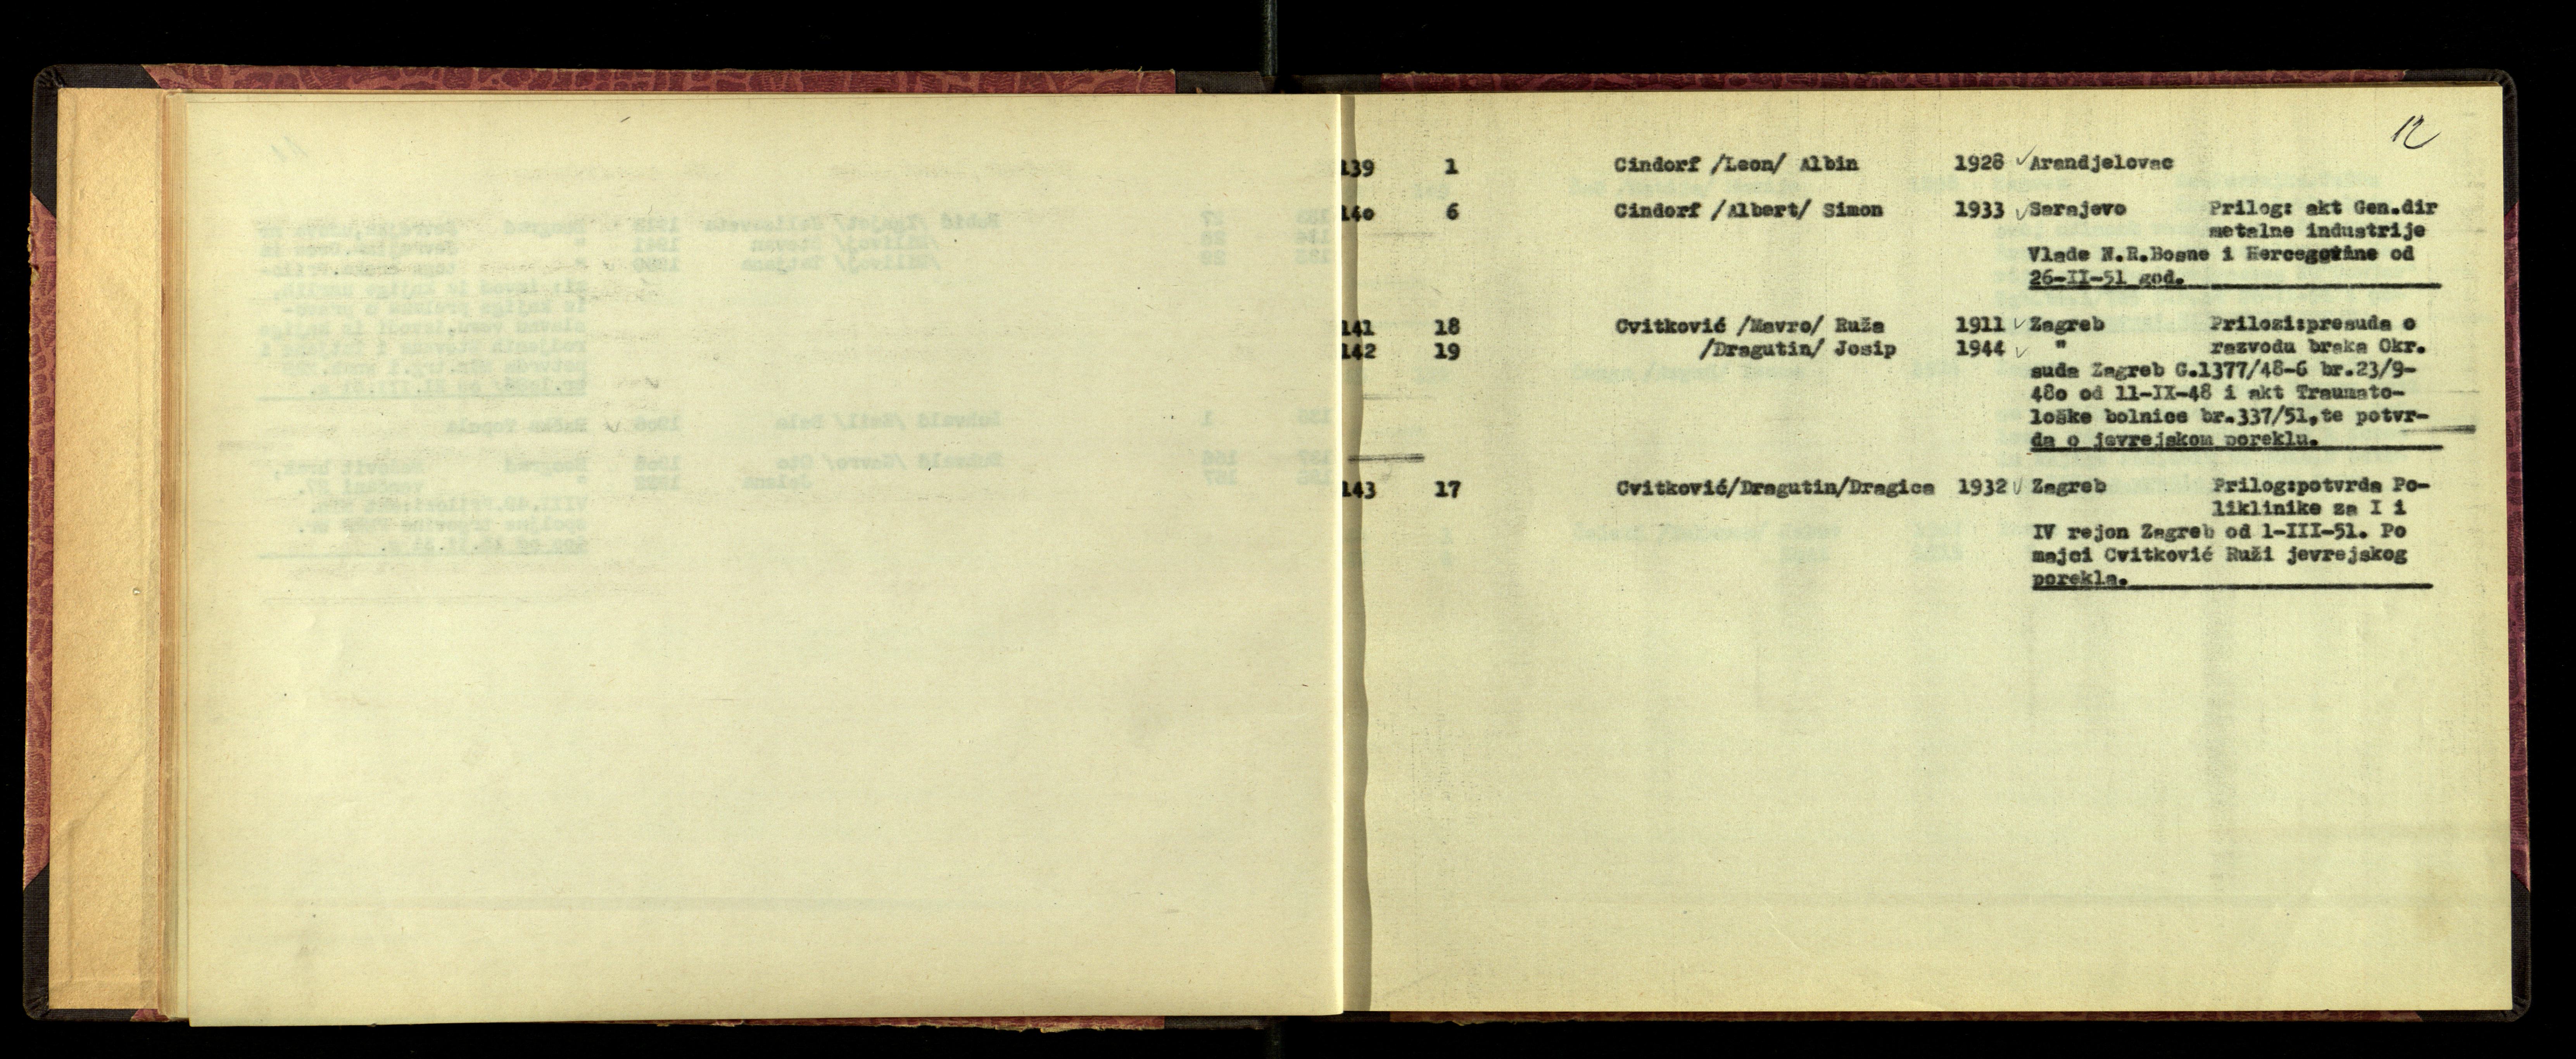 12
139 1 Cindorf /Leon/ Albin 1928 ✓ Arandjelovac
140 6 Cindorf /Albert/ Simon 1933 ✓ Sarajevo Prilog: akt Gen.dir
metalne industrije
Vlade N.R.Bosne i Hercegovine od
26-II-51 god.
141 18 Cvitković /Mavro/ Ruža 1911 ✓ Zagreb Prilozi:presuda o
142 19 /Dragutin/ Josip 1944 ✓ " razvodu braka Okr.
suda Zagreb G.1377/48-6 br.23/9-
48o od 11-IX-48 i akt Traumato-
loške bolnice br.337/51,te potvr-
da o jevrejskom poreklu.
143 17 Cvitković/Dragutin/Dragica 1932 ✓ Zagreb Prilog:potvrda Po-
liklinike za I i
IV rejon Zagreb od 1-III-51. Po
majci Cvitković Ruži jevrejskog
porekla.